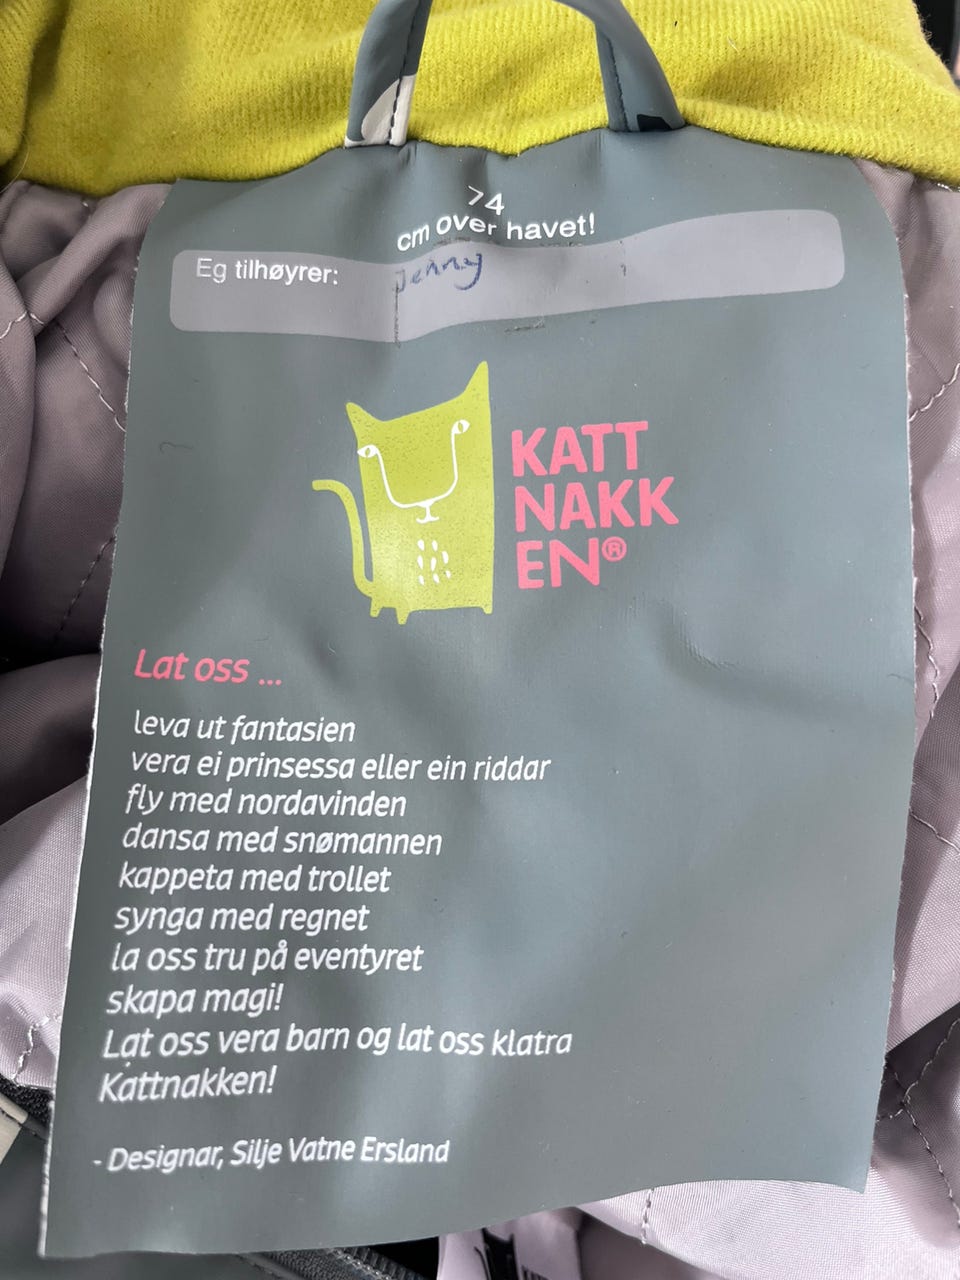 74
cm over havet!
Eg tilhøyrer: Jenny
KATT
NAKK
EN®
Lat oss ...
leva ut fantasien
vera ei prinsessa eller ein riddar
fly med nordavinden
dansa med snømannen
kappeta med trollet
synga med regnet
la oss tru på eventyret
skapa magi!
Lat oss vera barn og lat oss klatra
Kattnakken!
- Designar, Silje Vatne Ersland